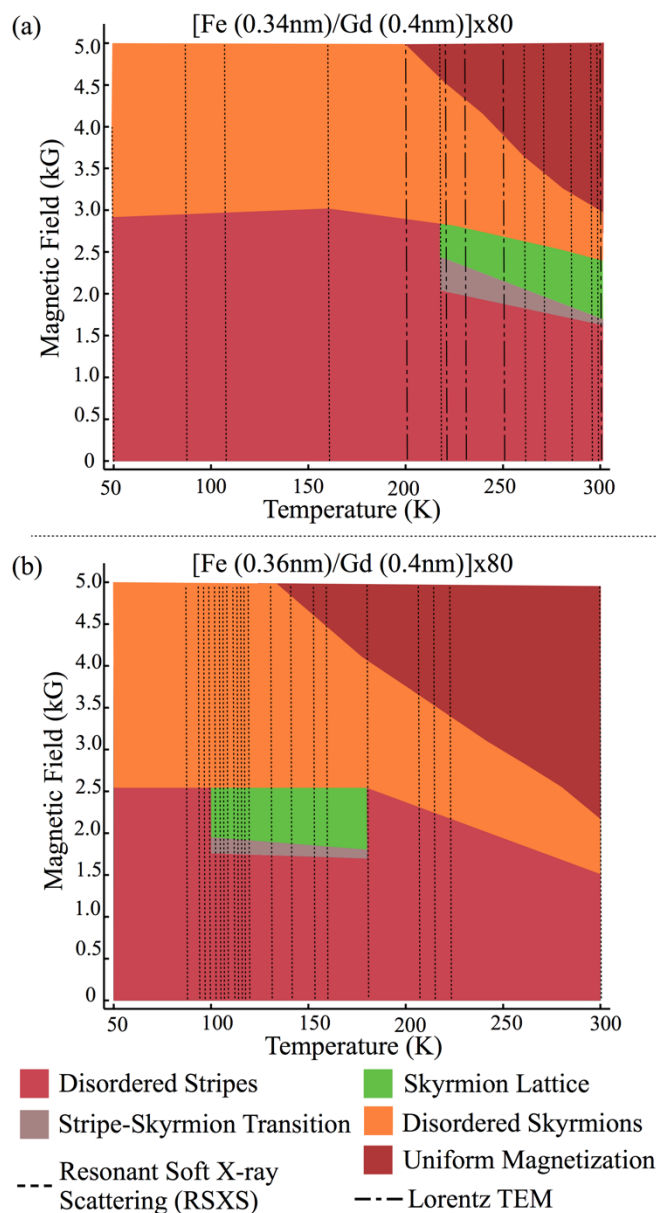 (a)
[Fe (0.34nm)/Gd (0.4nm)]x80
5.0
4.5
4.0
3.5
3.0
2.5
2.0
1.5
1.0
0.5
0
Magnetic Field (kG)
50
100
150
200
250
300
Temperature (K)
(b)
[Fe (0.36nm)/Gd (0.4nm)]x80
5.0
4.5
4.0
3.5
3.0
2.5
2.0
1.5
1.0
0.5
0
Magnetic Field (kG)
50
100
150
200
250
300
Temperature (K)
Disordered Stripes
Skyrmion Lattice
Stripe-Skyrmion Transition
Disordered Skyrmions
Uniform Magnetization
Resonant Soft X-ray
Scattering (RSXS)
Lorentz TEM